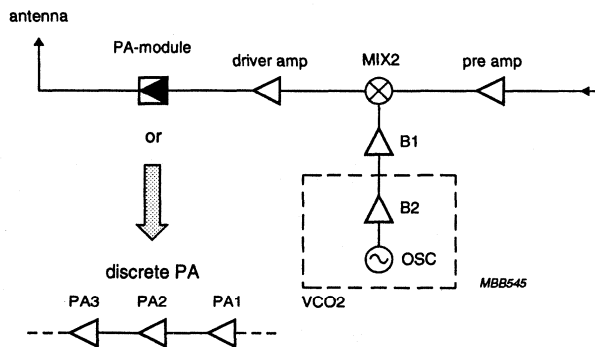 antenna
PA-module
driver amp
MIX2
pre amp
or
B1
B2
OSC
discrete PA
MBB545
VCO2
PA3
PA2
PA1